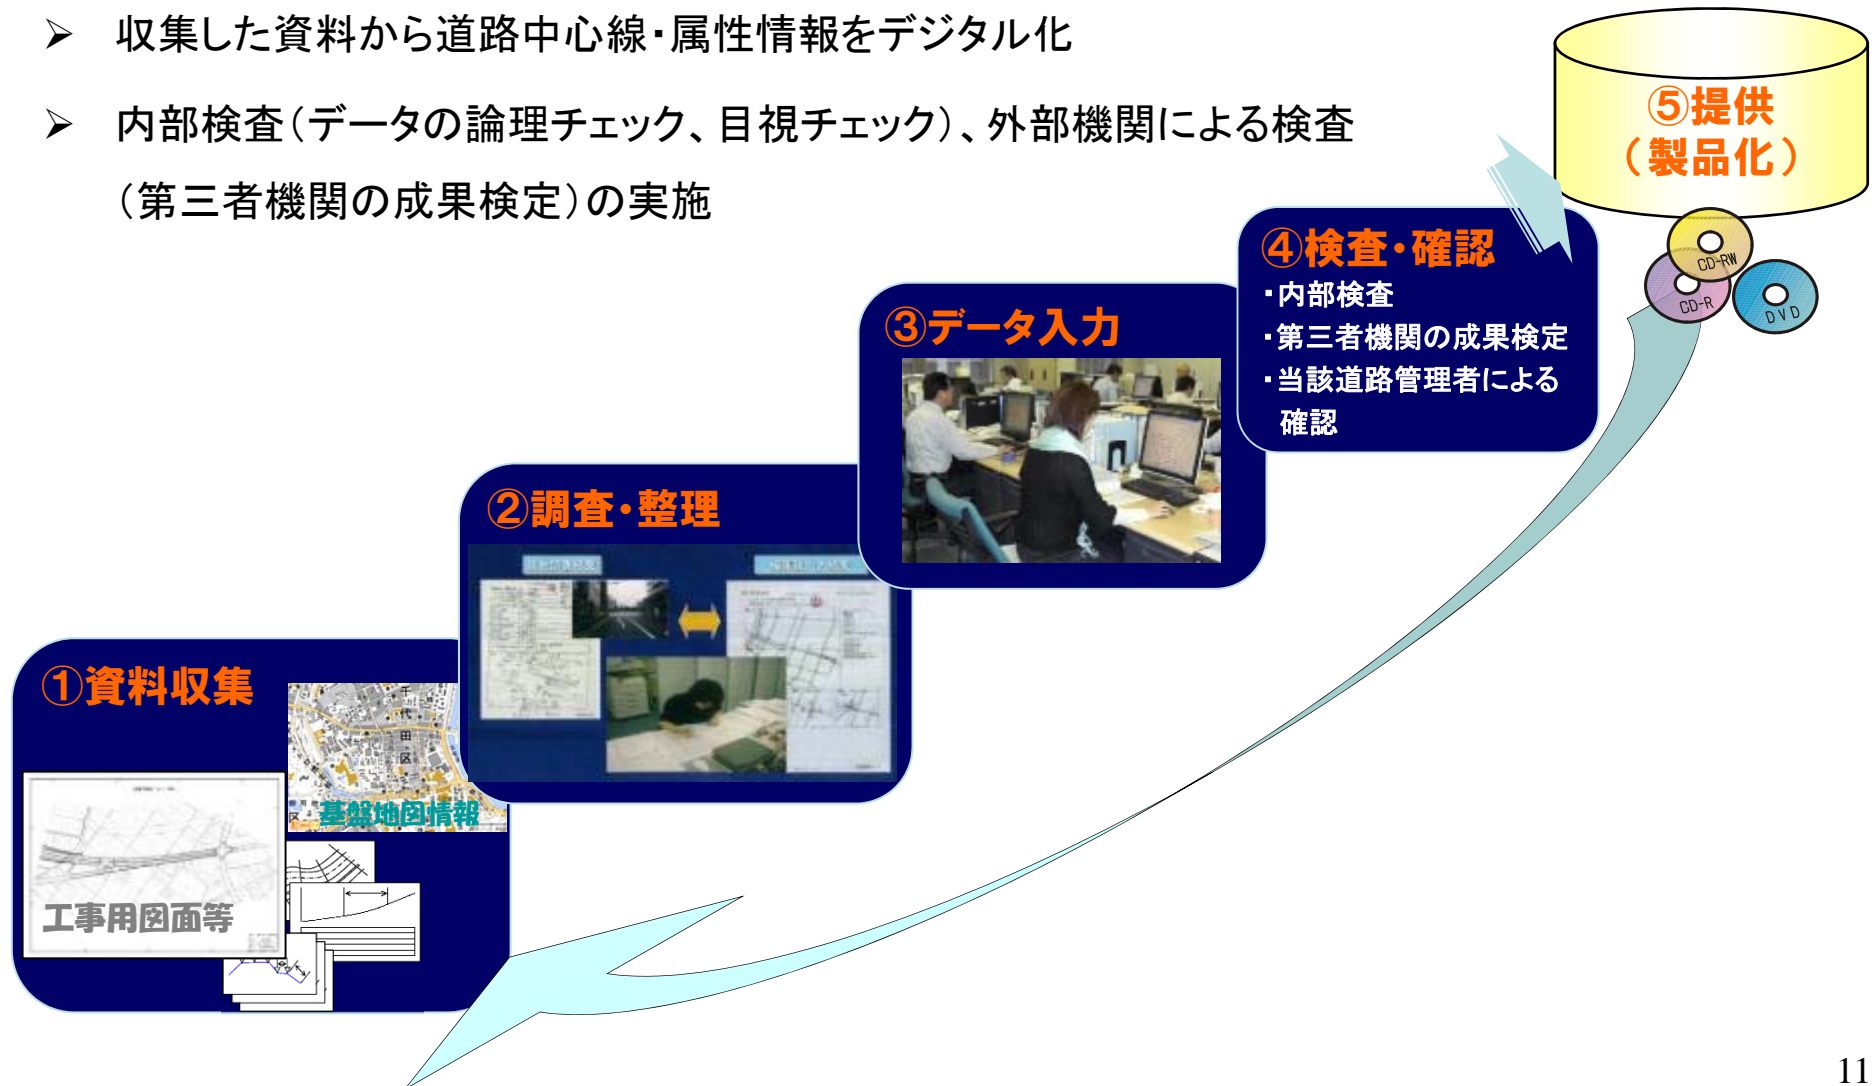 ➢ 収集した資料から道路中心線・属性情報をデジタル化
➢ 内部検査（データの論理チェック、目視チェック）、外部機関による検査
（第三者機関の成果検定）の実施
⑤提供
（製品化）
CD-RW
CD-R
DVD
④検査・確認
・内部検査
・第三者機関の成果検定
・当該道路管理者による
確認
③データ入力
②調査・整理
①資料収集
千代田区
基盤地図情報
工事用図面等
11